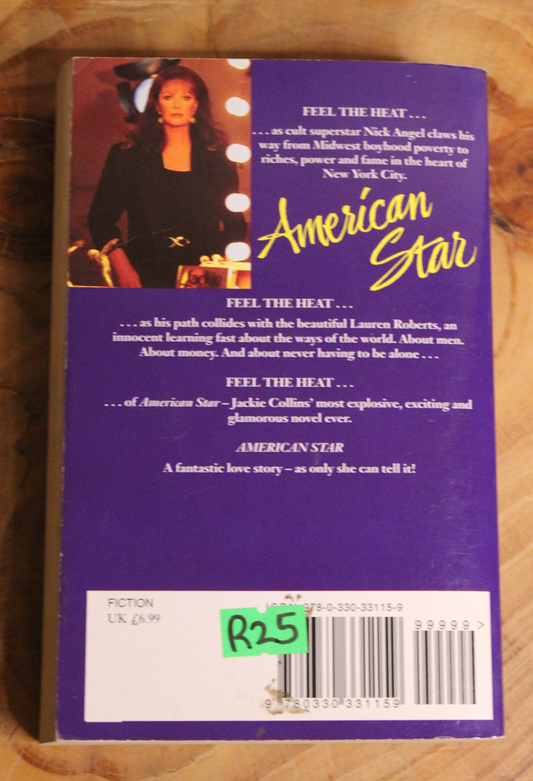 FEEL THE HEAT . . .
. . . as cult superstar Nick Angel claws his
way from Midwest boyhood poverty to
riches, power and fame in the heart of
New York City.
American
Star
Jackie
FEEL THE HEAT . . .
. . . as his path collides with the beautiful Lauren Roberts, an
innocent learning fast about the ways of the world. About men.
About money. And about never having to be alone . . .
FEEL THE HEAT . . .
. . . of American Star – Jackie Collins' most explosive, exciting and
glamorous novel ever.
AMERICAN STAR
A fantastic love story – as only she can tell it!
FICTION
UK £6.99
ISBN 978-0-330-33115-9
R25
99999 >
9 780330 331159